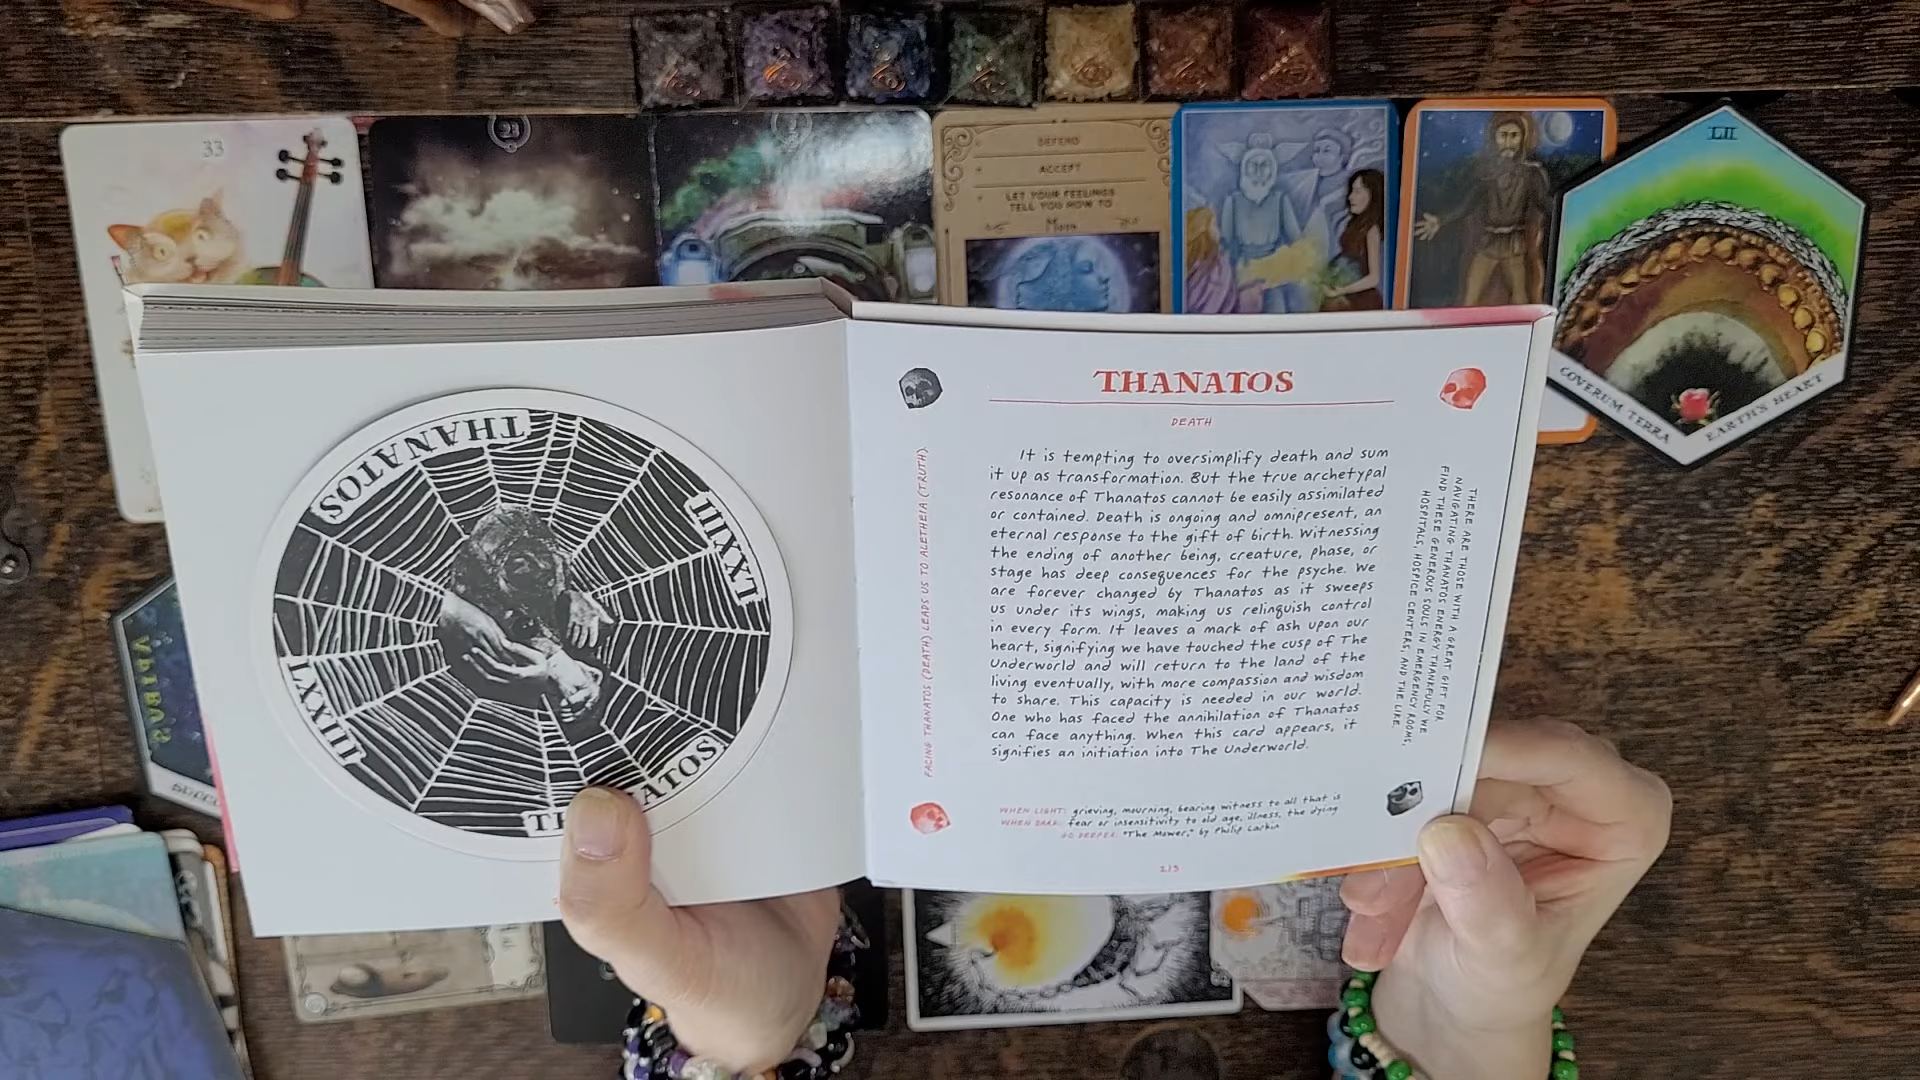 33
23
DEFEND
ACCEPT
LET YOUR FEELINGS
TELL YOU HOW TO
LII
COVERUM TERRA
EARTH'S HEART
THANATOS
LXXIII
THANATOS
LXXIII
THANATOS
DEATH
It is tempting to oversimplify death and sum
it up as transformation. But the true archetypal
resonance of Thanatos cannot be easily assimilated
or contained. Death is ongoing and omnipresent, an
eternal response to the gift of birth. Witnessing
the ending of another being, creature, phase, or
stage has deep consequences for the psyche. We
are forever changed by Thanatos as it sweeps
us under its wings, making us relinquish control
in every form. It leaves a mark of ash upon our
heart, signifying we have touched the cusp of The
Underworld and will return to the land of the
living eventually, with more compassion and wisdom
to share. This capacity is needed in our world.
One who has faced the annihilation of Thanatos
can face anything. When this card appears, it
signifies an initiation into The Underworld.
WHEN LIGHT: grieving, mourning, bearing witness to all that is
WHEN DARK: fear or insensitivity to old age, illness, the dying
GO DEEPER: "The Mower," by Philip Larkin
213
FACING THANATOS (DEATH) LEADS US TO ALETHEIA (TRUTH).
THERE ARE THOSE WITH A GREAT GIFT FOR
NAVIGATING THANATOS ENERGY. THANKFULLY WE
FIND THESE GENEROUS SOULS IN EMERGENCY ROOMS,
HOSPITALS, HOSPICE CENTERS, AND THE LIKE.